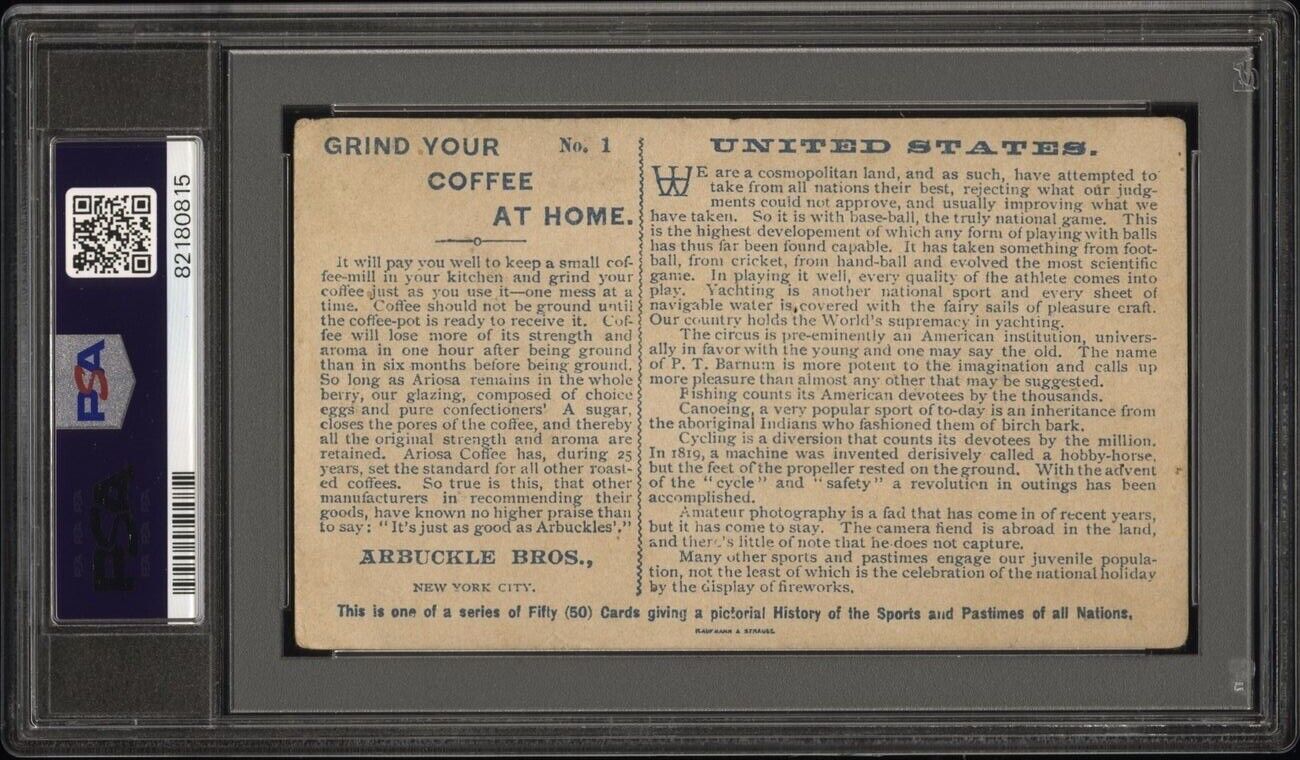 PSA
82180815
GRIND YOUR No. 1
COFFEE
AT HOME.
It will pay you well to keep a small cof-
fee-mill in your kitchen and grind your
coffee just as you use it—one mess at a
time. Coffee should not be ground until
the coffee-pot is ready to receive it. Cof-
fee will lose more of its strength and
aroma in one hour after being ground
than in six months before being ground.
So long as Ariosa remains in the whole
berry, our glazing, composed of choice
eggs and pure confectioners' A sugar,
closes the pores of the coffee, and thereby
all the original strength and aroma are
retained. Ariosa Coffee has, during 25
years, set the standard for all other roast-
ed coffees. So true is this, that other
manufacturers in recommending their
goods, have known no higher praise than
to say: "It's just as good as Arbuckles'."
ARBUCKLE BROS.,
NEW YORK CITY.
UNITED STATES.
WE are a cosmopolitan land, and as such, have attempted to
take from all nations their best, rejecting what our judg-
ments could not approve, and usually improving what we
have taken. So it is with base-ball, the truly national game. This
is the highest developement of which any form of playing with balls
has thus far been found capable. It has taken something from foot-
ball, from cricket, from hand-ball and evolved the most scientific
game. In playing it well, every quality of the athlete comes into
play. Yachting is another national sport and every sheet of
navigable water is covered with the fairy sails of pleasure craft.
Our country holds the World's supremacy in yachting.
The circus is pre-eminently an American institution, univers-
ally in favor with the young and one may say the old. The name
of P. T. Barnum is more potent to the imagination and calls up
more pleasure than almost any other that may be suggested.
Fishing counts its American devotees by the thousands.
Canoeing, a very popular sport of to-day is an inheritance from
the aboriginal Indians who fashioned them of birch bark.
Cycling is a diversion that counts its devotees by the million.
In 1819, a machine was invented derisively called a hobby-horse,
but the feet of the propeller rested on the ground. With the advent
of the "cycle" and "safety" a revolution in outings has been
accomplished.
Amateur photography is a fad that has come in of recent years,
but it has come to stay. The camera fiend is abroad in the land,
and there's little of note that he does not capture.
Many other sports and pastimes engage our juvenile popula-
tion, not the least of which is the celebration of the national holiday
by the display of fireworks.
This is one of a series of Fifty (50) Cards giving a pictorial History of the Sports and Pastimes of all Nations.
KAUFMANN & STRAUSS.
PSA